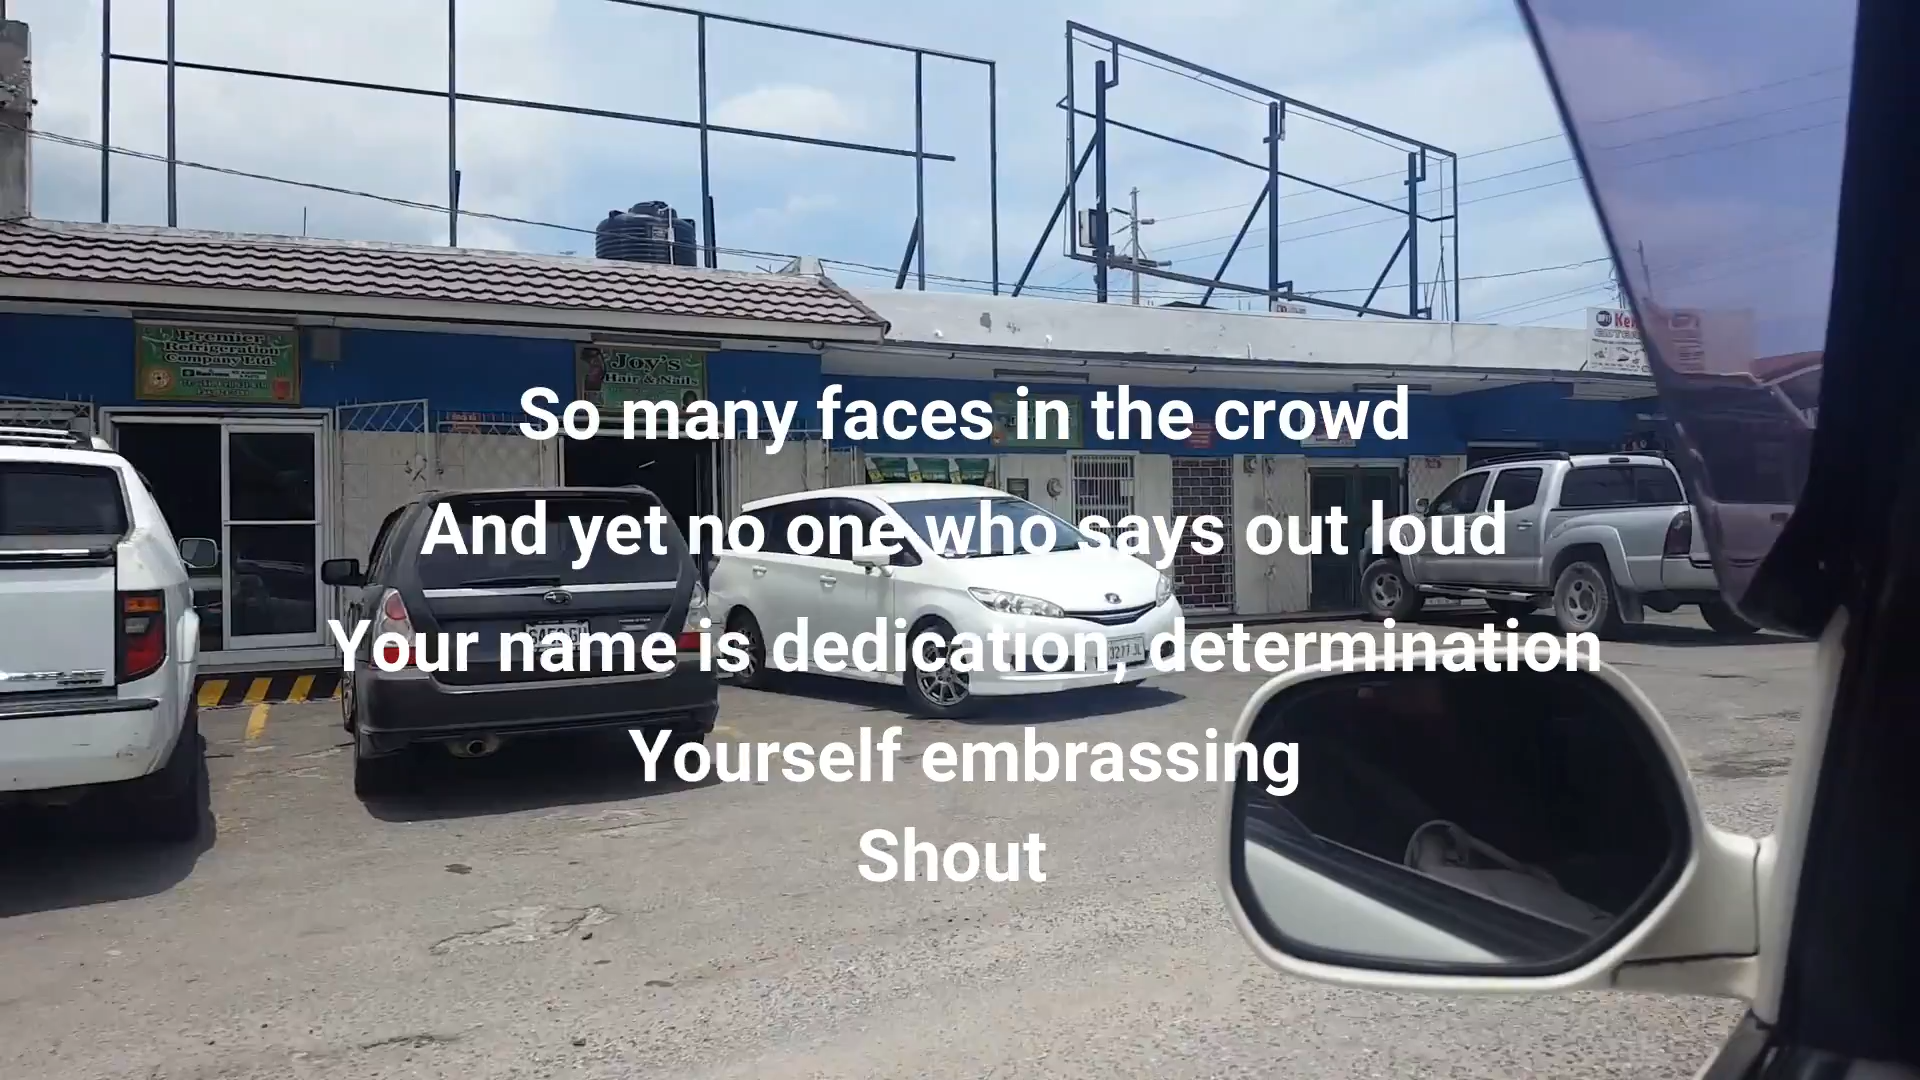 Premier
Refrigeration
Company Ltd.
Joy's
Hair & Nails
So many faces in the crowd
And yet no one who says out loud
Your name is dedication, determination
Yourself embrassing
Shout